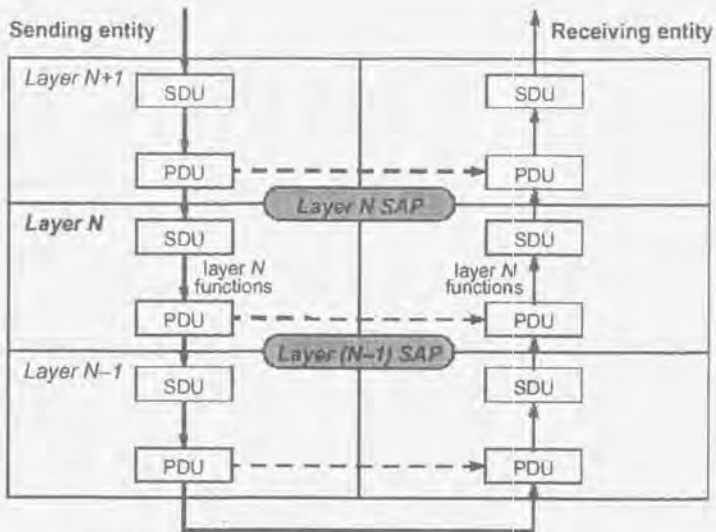 Sending entity
Receiving entity
Layer N+1
SDU
SDU
PDU
PDU
Layer N SAP
Layer N
SDU
SDU
layer N
functions
layer N
functions
PDU
PDU
Layer (N–1) SAP
Layer N–1
SDU
SDU
PDU
PDU